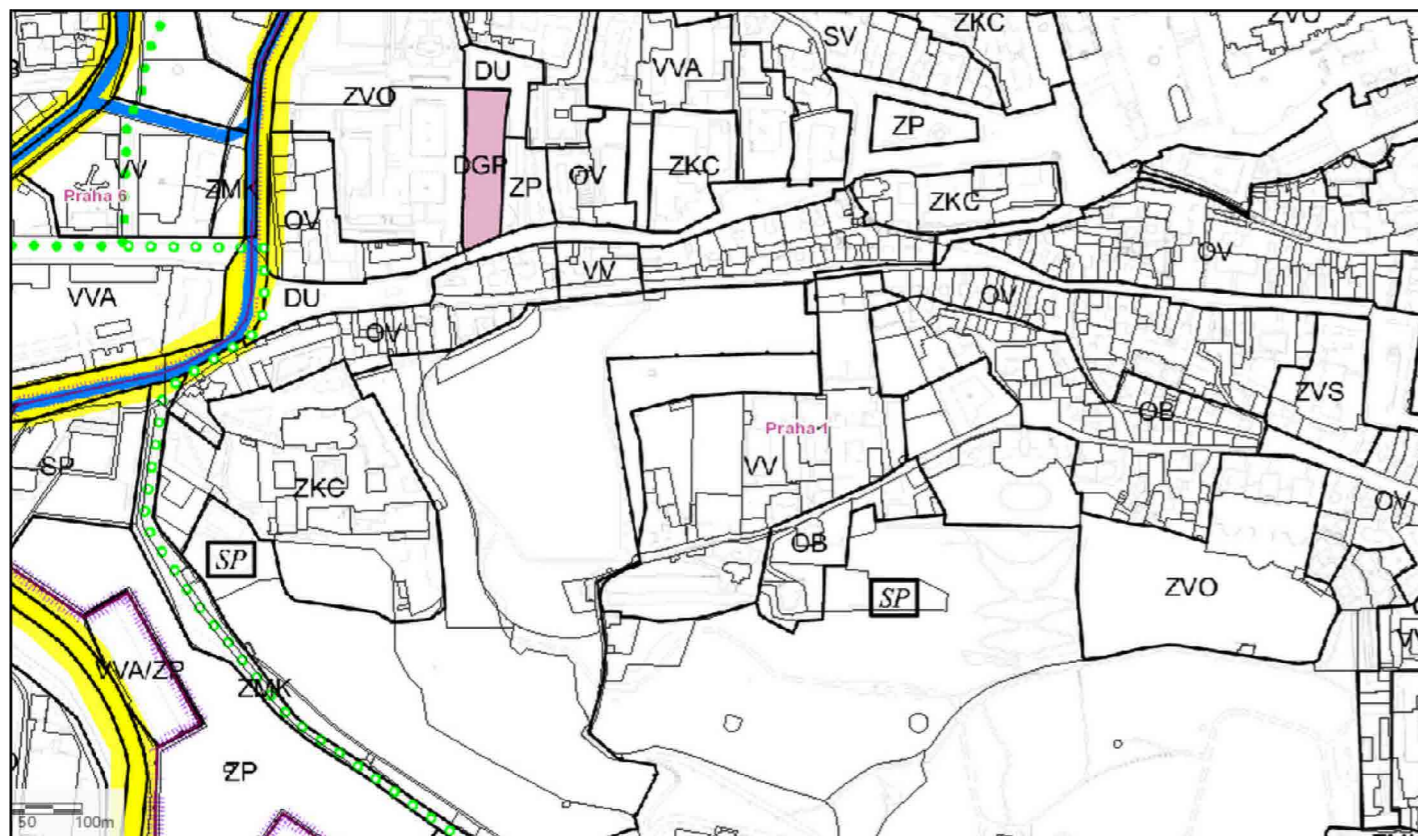 SV
ZKC
ZVO
DU
VVA
ZVO
ZP
DGP
ZP
OV
ZKC
VV
Praha 6
ZMK
ZKC
OV
OV
VV
VVA
DU
OV
OV
ZVS
OB
Praha 1
VV
SP
ZKC
OV
OB
SP
SP
ZVO
VVA/ZP
ZMK
ZP
50 100m